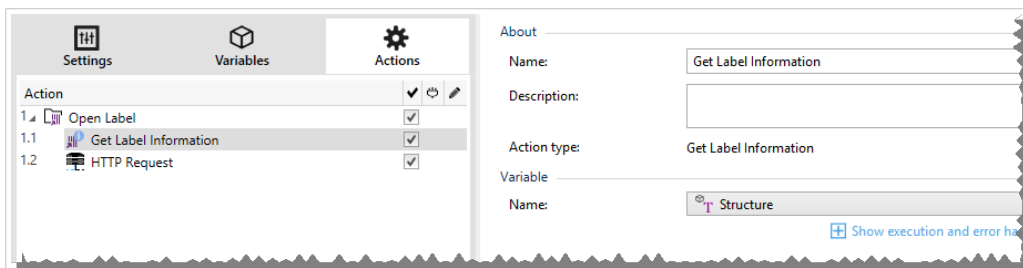 Settings
Variables
Actions
Action
1 Open Label
1.1 Get Label Information
1.2 HTTP Request
About
Name: Get Label Information
Description:
Action type: Get Label Information
Variable
Name: T Structure
Show execution and error ha